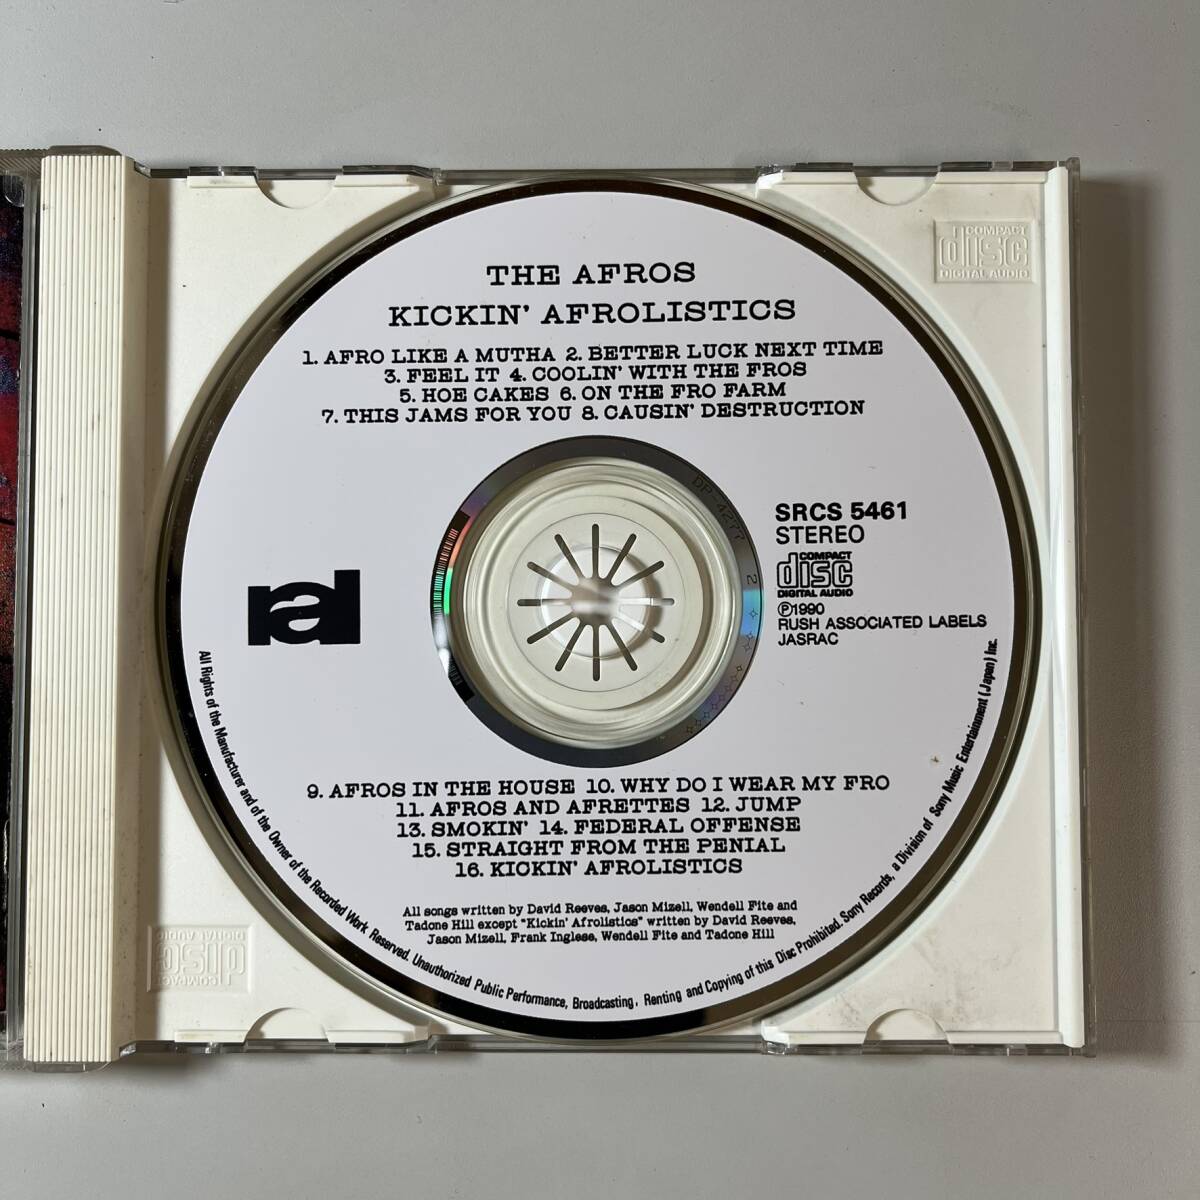 THE AFROS
KICKIN' AFROLISTICS
1. AFRO LIKE A MUTHA 2. BETTER LUCK NEXT TIME
3. FEEL IT 4. COOLIN' WITH THE FROS
5. HOE CAKES 6. ON THE FRO FARM
7. THIS JAMS FOR YOU 8. CAUSIN' DESTRUCTION
COMPACT
disc
DIGITAL AUDIO
DP-4277
2
ral
SRCS 5461
STEREO
COMPACT
disc
DIGITAL AUDIO
Ⓟ1990
RUSH ASSOCIATED LABELS
JASRAC
9. AFROS IN THE HOUSE 10. WHY DO I WEAR MY FRO
11. AFROS AND AFRETTES 12. JUMP
13. SMOKIN' 14. FEDERAL OFFENSE
15. STRAIGHT FROM THE PENIAL
16. KICKIN' AFROLISTICS
All songs written by David Reeves, Jason Mizell, Wendell Fite and
Tadone Hill except "Kickin' Afrolistics" written by David Reeves,
Jason Mizell, Frank Inglese, Wendell Fite and Tadone Hill
All Rights of the Manufacturer and of the Owner of the Recorded Work Reserved. Unauthorized Public Performance, Broadcasting, Renting and Copying of this Disc Prohibited. Sony Records, a Division of Sony Music Entertainment (Japan) Inc.
COMPACT
disc
DIGITAL AUDIO